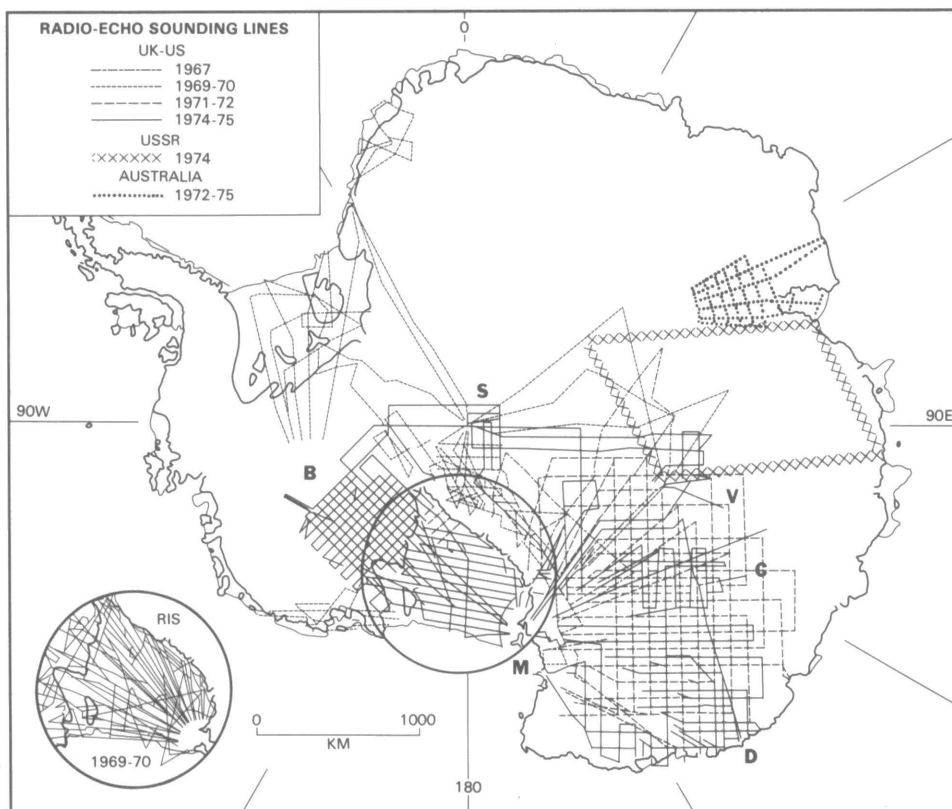 RADIO-ECHO SOUNDING LINES
UK-US
1967
1969-70
1971-72
1974-75
USSR
1974
AUSTRALIA
1972-75
0
90W
S
90E
B
V
C
RIS
M
0 1000
KM
D
1969-70
180